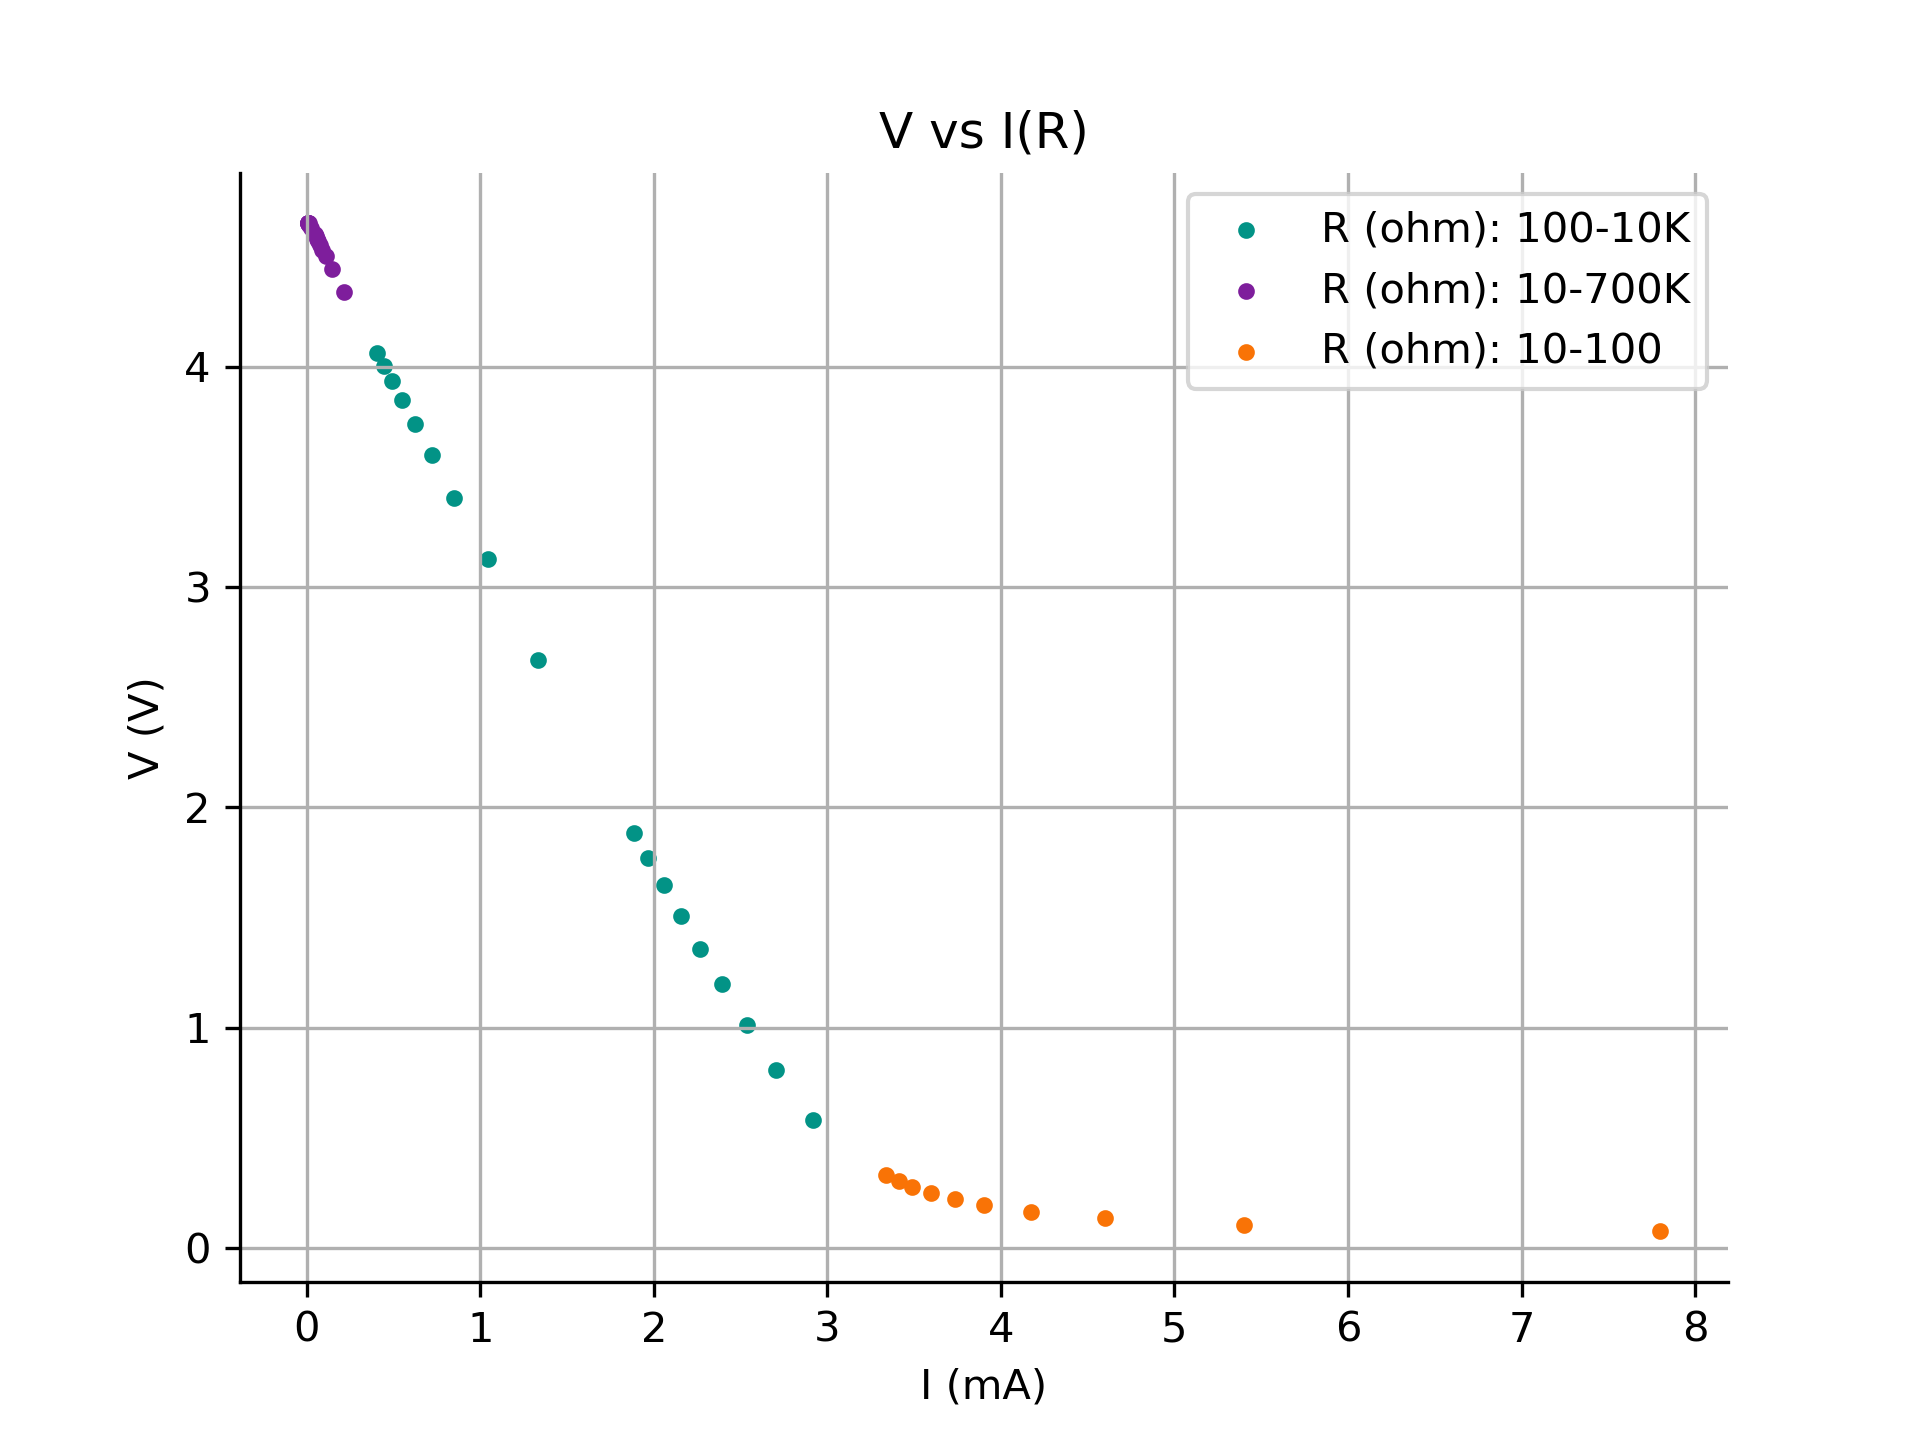 V vs I(R)
R (ohm): 100-10K
R (ohm): 10-700K
R (ohm): 10-100
V (V)
4
3
2
1
0
0 1 2 3 4 5 6 7 8
I (mA)